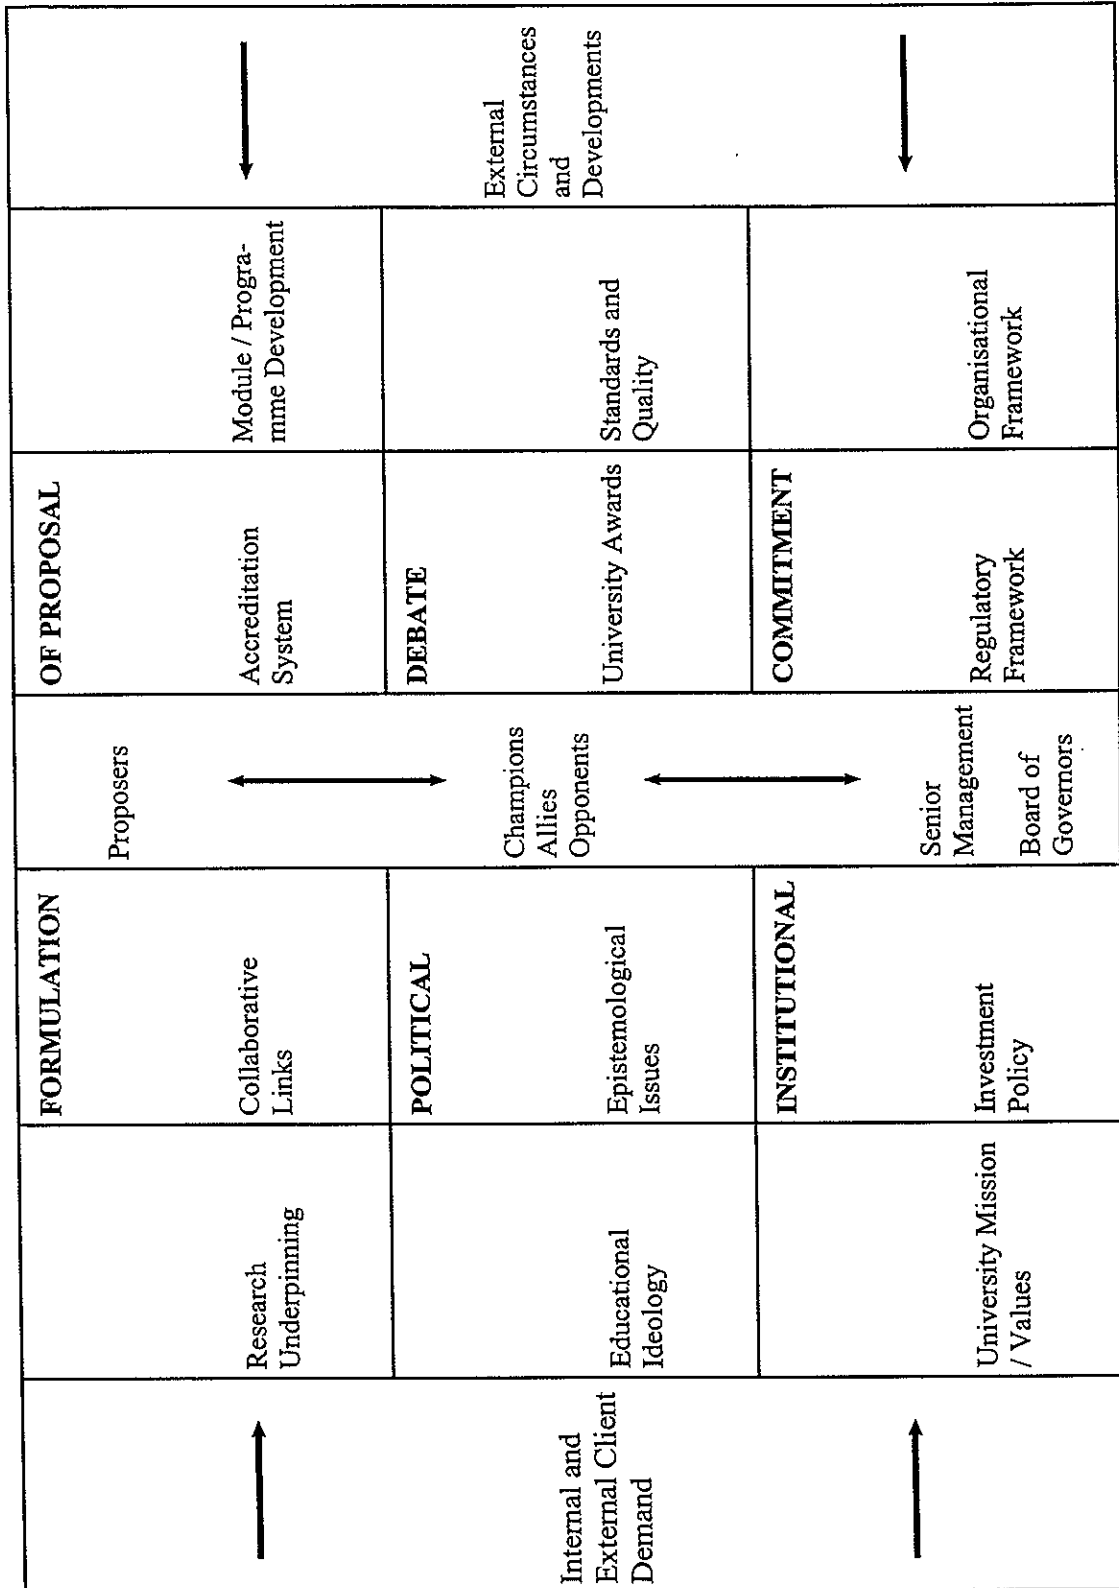 Internal and
External Client
Demand
Research
Underpinning
FORMULATION
Collaborative
Links
Proposers
OF PROPOSAL
Accreditation
System
Module / Progra-
mme Development
Educational
Ideology
POLITICAL
Epistemological
Issues
Champions
Allies
Opponents
DEBATE
University Awards
Standards and
Quality
University Mission
/ Values
INSTITUTIONAL
Investment
Policy
Senior
Management
Board of
Governors
COMMITMENT
Regulatory
Framework
Organisational
Framework
External
Circumstances
and
Developments